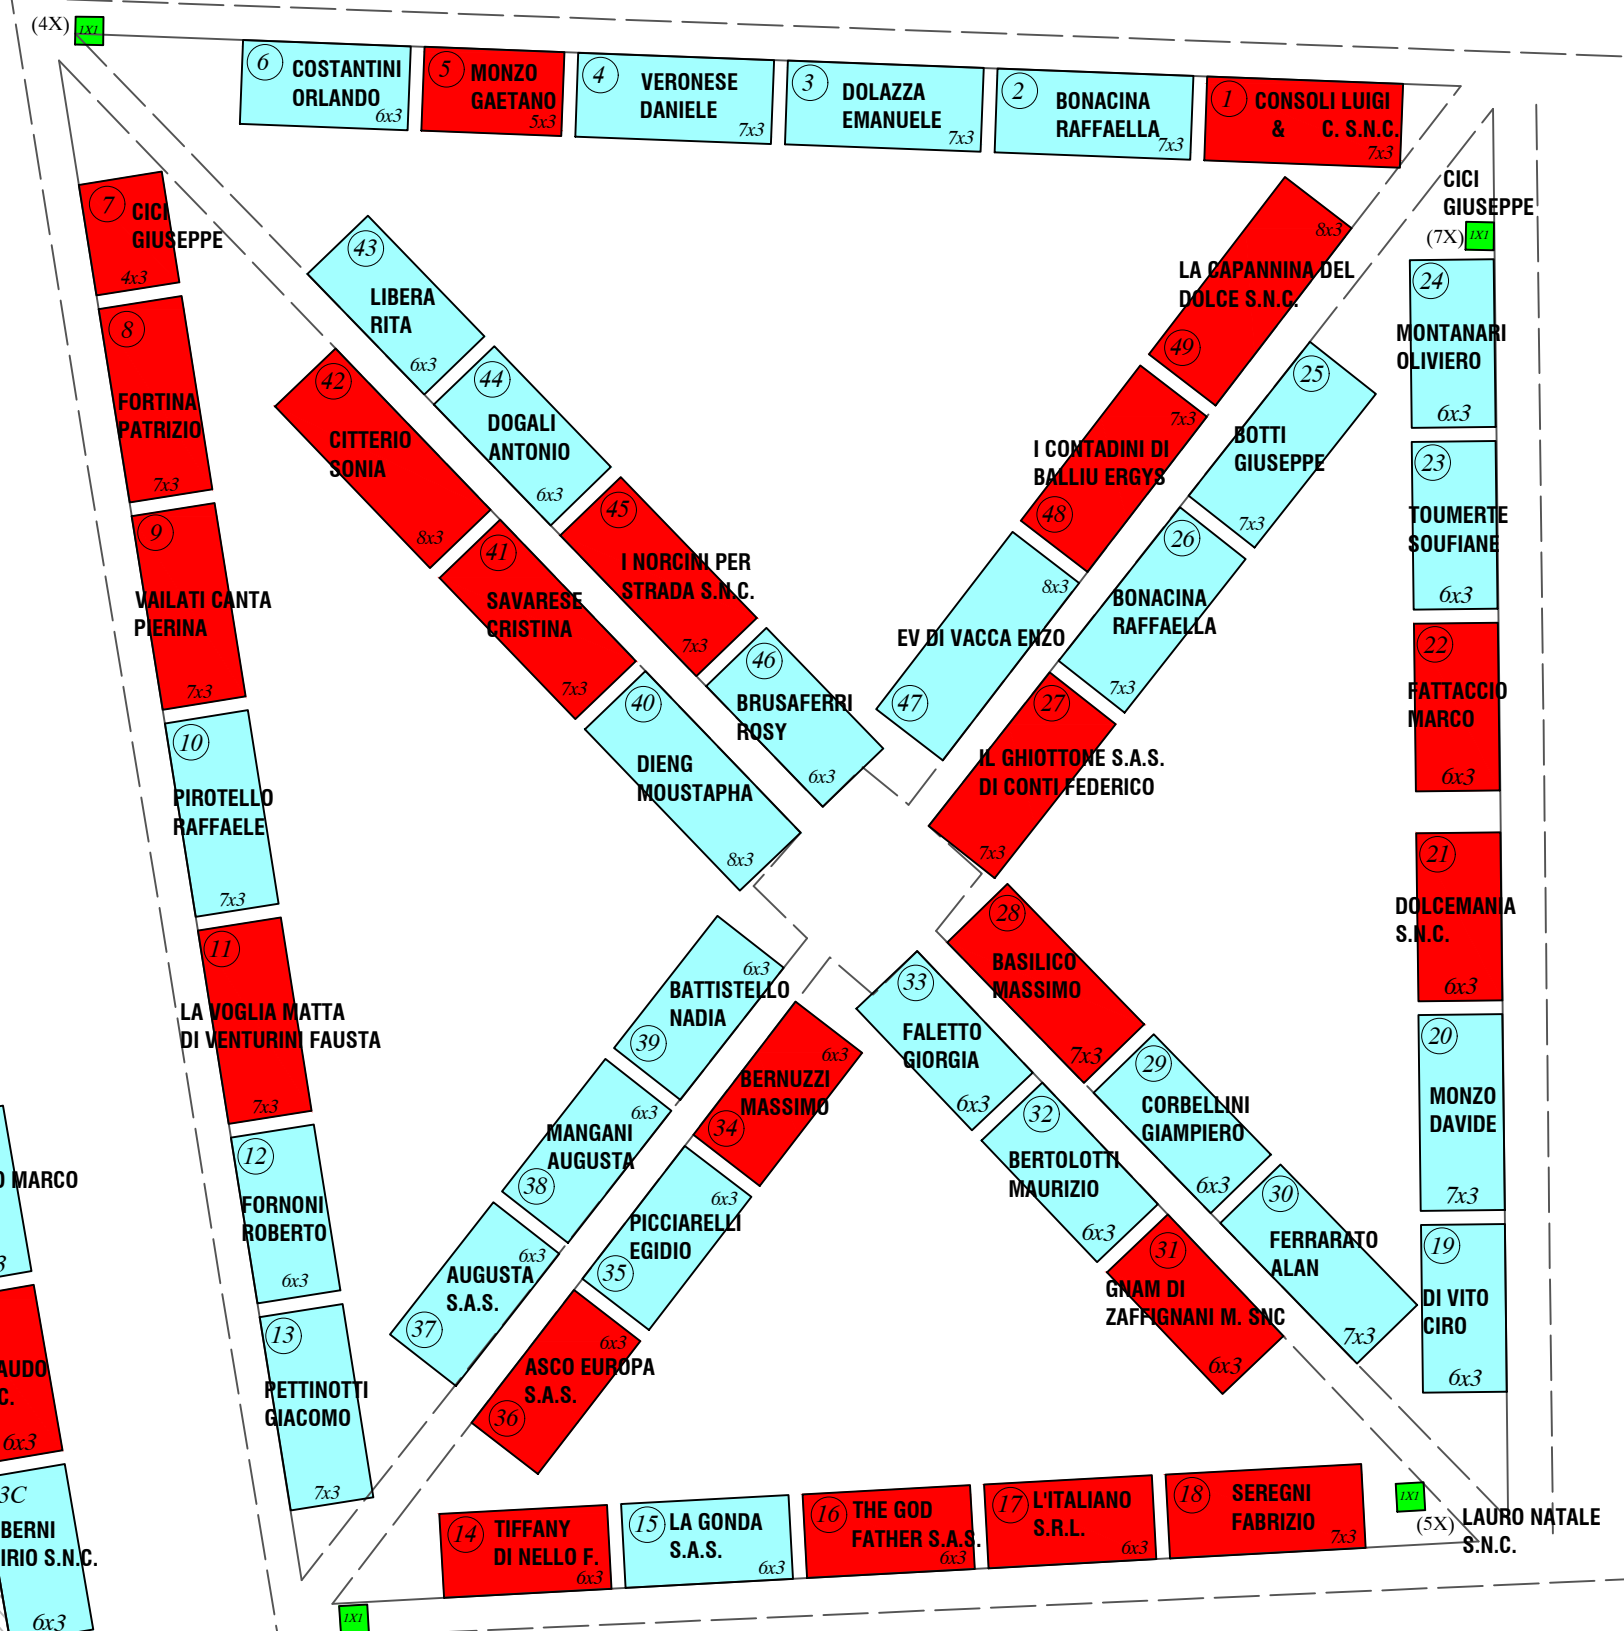 (4X)
1X1
6
COSTANTINI
ORLANDO
6x3
5
MONZO
GAETANO
5x3
4
VERONESE
DANIELE
7x3
3
DOLAZZA
EMANUELE
7x3
2
BONACINA
RAFFAELLA
7x3
1
CONSOLI LUIGI
& C. S.N.C.
7x3
7
CICI
GIUSEPPE
4x3
8
FORTINA
PATRIZIO
7x3
9
VAILATI CANTA
PIERINA
7x3
10
PIROTELLO
RAFFAELE
7x3
11
LA VOGLIA MATTA
DI VENTURINI FAUSTA
7x3
12
FORNONI
ROBERTO
6x3
13
PETTINOTTI
GIACOMO
7x3
43
LIBERA
RITA
6x3
44
DOGALI
ANTONIO
6x3
45
I NORCINI PER
STRADA S.N.C.
7x3
46
BRUSAFERRI
ROSY
6x3
42
CITTERIO
SONIA
8x3
41
SAVARESE
CRISTINA
7x3
40
DIENG
MOUSTAPHA
8x3
8x3
LA CAPANNINA DEL
DOLCE S.N.C.
49
7x3
I CONTADINI DI
BALLIU ERGYS
48
8x3
EV DI VACCA ENZO
47
25
BOTTI
GIUSEPPE
7x3
26
BONACINA
RAFFAELLA
7x3
27
IL GHIOTTONE S.A.S.
DI CONTI FEDERICO
7x3
CICI
GIUSEPPE
(7X)
1X1
24
MONTANARI
OLIVIERO
6x3
23
TOUMERTE
SOUFIANE
6x3
22
FATTACCIO
MARCO
6x3
21
DOLCEMANIA
S.N.C.
6x3
20
MONZO
DAVIDE
7x3
19
DI VITO
CIRO
6x3
28
BASILICO
MASSIMO
7x3
29
CORBELLINI
GIAMPIERO
6x3
30
FERRARATO
ALAN
7x3
33
FALETTO
GIORGIA
6x3
32
BERTOLOTTI
MAURIZIO
6x3
31
GNAM DI
ZAFFIGNANI M. SNC
6x3
6x3
BATTISTELLO
NADIA
39
6x3
MANGANI
AUGUSTA
38
6x3
AUGUSTA
S.A.S.
37
6x3
BERNUZZI
MASSIMO
34
6x3
PICCIARELLI
EGIDIO
35
6x3
ASCO EUROPA
S.A.S.
36
14
TIFFANY
DI NELLO F.
6x3
15
LA GONDA
S.A.S.
6x3
16
THE GOD
FATHER S.A.S.
6x3
17
L'ITALIANO
S.R.L.
6x3
18
SEREGNI
FABRIZIO
7x3
1X1
(5X)
LAURO NATALE
S.N.C.
1X1
O MARCO
3
AUDO
C.
6x3
3C
BERNI
IRIO S.N.C.
6x3